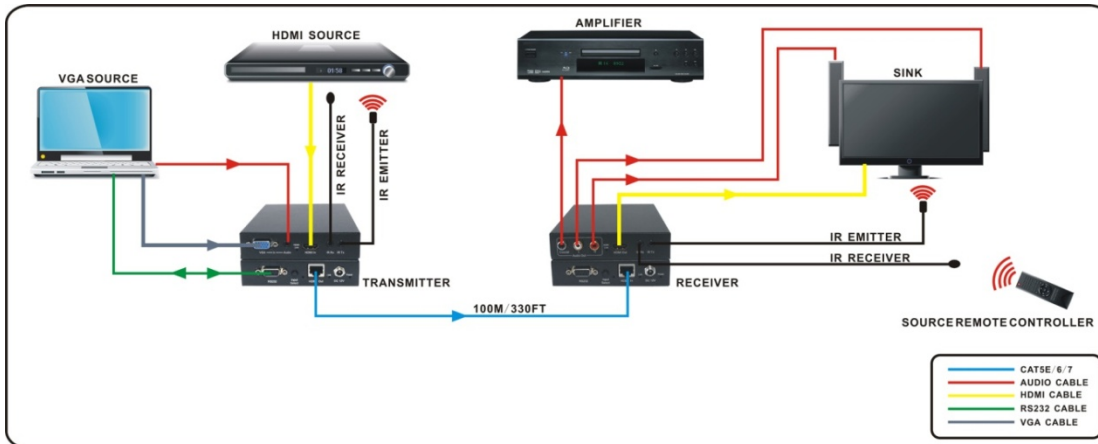 HDMI SOURCE
AMPLIFIER
VGA SOURCE
SINK
IR RECEIVER
IR EMITTER
IR EMITTER
IR RECEIVER
TRANSMITTER
RECEIVER
100M/330FT
SOURCE REMOTE CONTROLLER
CAT5E/6/7
AUDIO CABLE
HDMI CABLE
RS232 CABLE
VGA CABLE